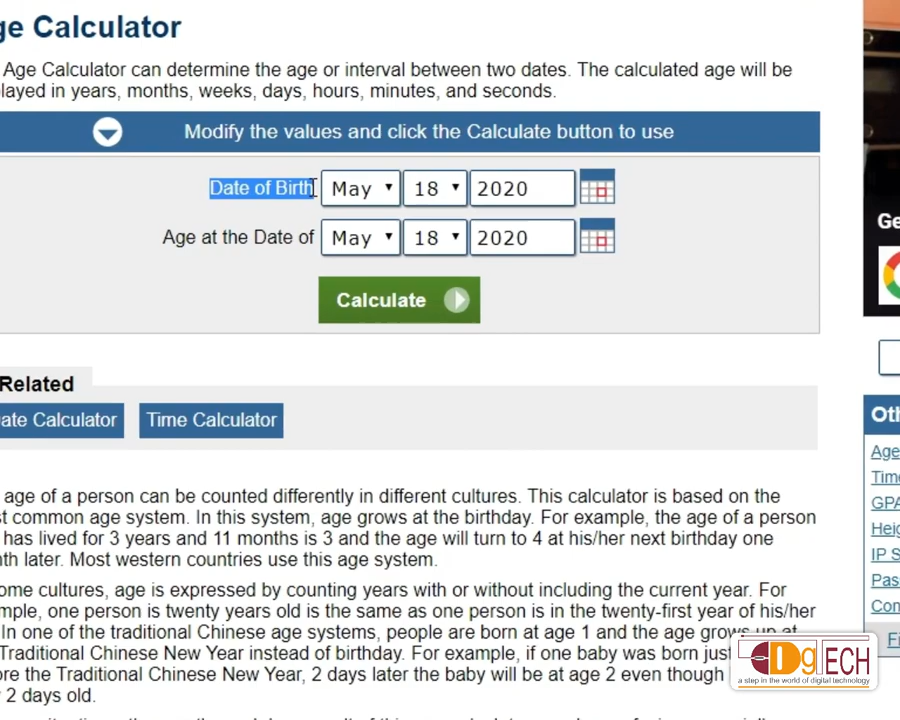 ge Calculator
Age Calculator can determine the age or interval between two dates. The calculated age will be
layed in years, months, weeks, days, hours, minutes, and seconds.
Modify the values and click the Calculate button to use
Date of Birth May 18 2020
Age at the Date of May 18 2020
Calculate
Ge
Related
ate Calculator Time Calculator
Oth
Age
Time
GPA
Heig
IP S
Pas
Con
age of a person can be counted differently in different cultures. This calculator is based on the
st common age system. In this system, age grows at the birthday. For example, the age of a person
has lived for 3 years and 11 months is 3 and the age will turn to 4 at his/her next birthday one
nth later. Most western countries use this age system.
ome cultures, age is expressed by counting years with or without including the current year. For
mple, one person is twenty years old is the same as one person is in the twenty-first year of his/her
In one of the traditional Chinese age systems, people are born at age 1 and the age grows up at
Traditional Chinese New Year instead of birthday. For example, if one baby was born just
ore the Traditional Chinese New Year, 2 days later the baby will be at age 2 even though
2 days old.
DgTECH
a step in the world of digital technology